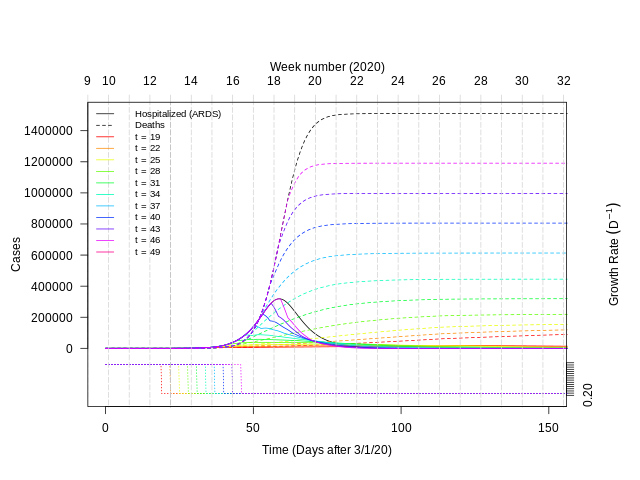 Week number (2020)
9 10 12 14 16 18 20 22 24 26 28 30 32
Hospitalized (ARDS)
Deaths
t = 19
t = 22
t = 25
t = 28
t = 31
t = 34
t = 37
t = 40
t = 43
t = 46
t = 49
1400000
1200000
1000000
800000
600000
400000
200000
0
Cases
Growth Rate (D⁻¹)
0.20
0 50 100 150
Time (Days after 3/1/20)